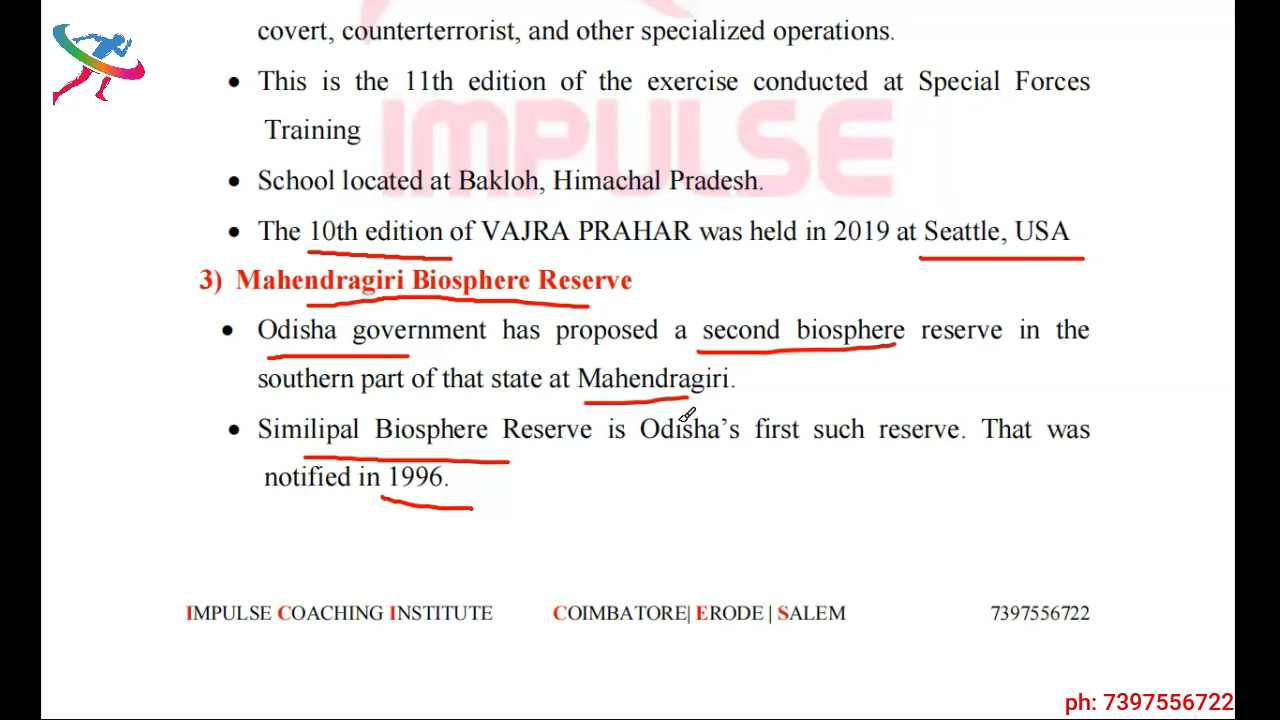 covert, counterterrorist, and other specialized operations.
• This is the 11th edition of the exercise conducted at Special Forces
Training
• School located at Bakloh, Himachal Pradesh.
• The 10th edition of VAJRA PRAHAR was held in 2019 at Seattle, USA
3) Mahendragiri Biosphere Reserve
• Odisha government has proposed a second biosphere reserve in the
southern part of that state at Mahendragiri.
• Similipal Biosphere Reserve is Odisha’s first such reserve. That was
notified in 1996.
IMPULSE
IMPULSE COACHING INSTITUTE COIMBATORE| ERODE | SALEM 7397556722
ph: 7397556722